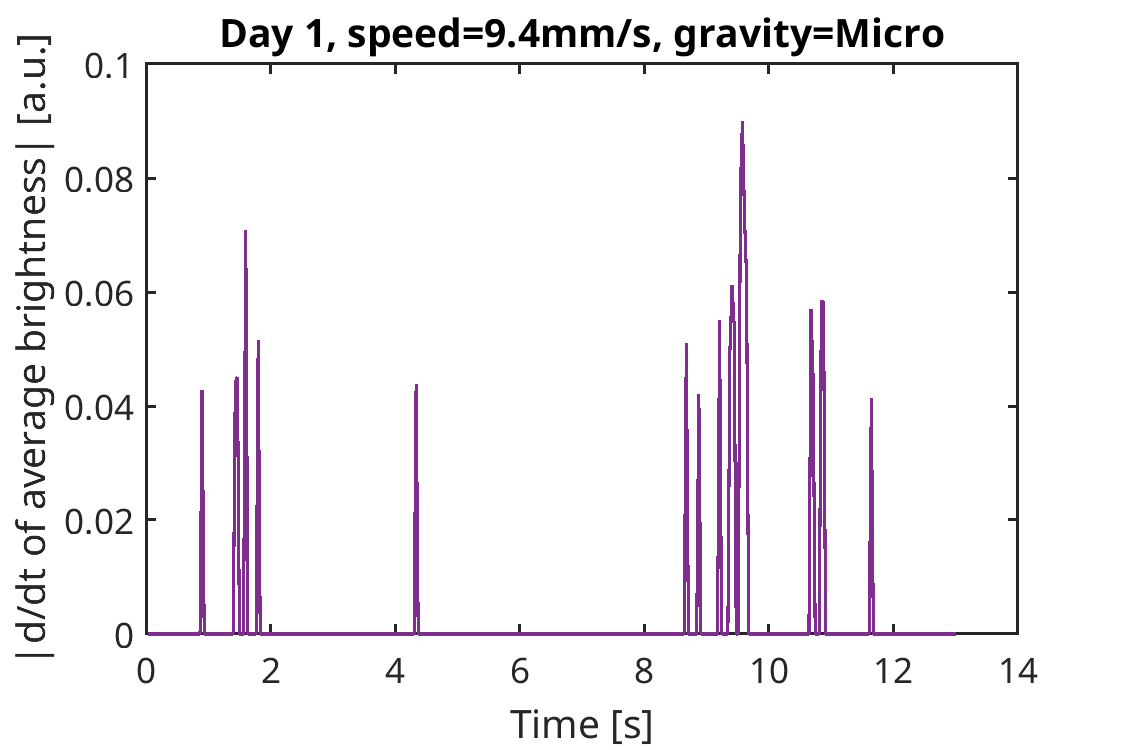 Day 1, speed=9.4mm/s, gravity=Micro
|d/dt of average brightness| [a.u.]
0.1
0.08
0.06
0.04
0.02
0
0 2 4 6 8 10 12 14
Time [s]